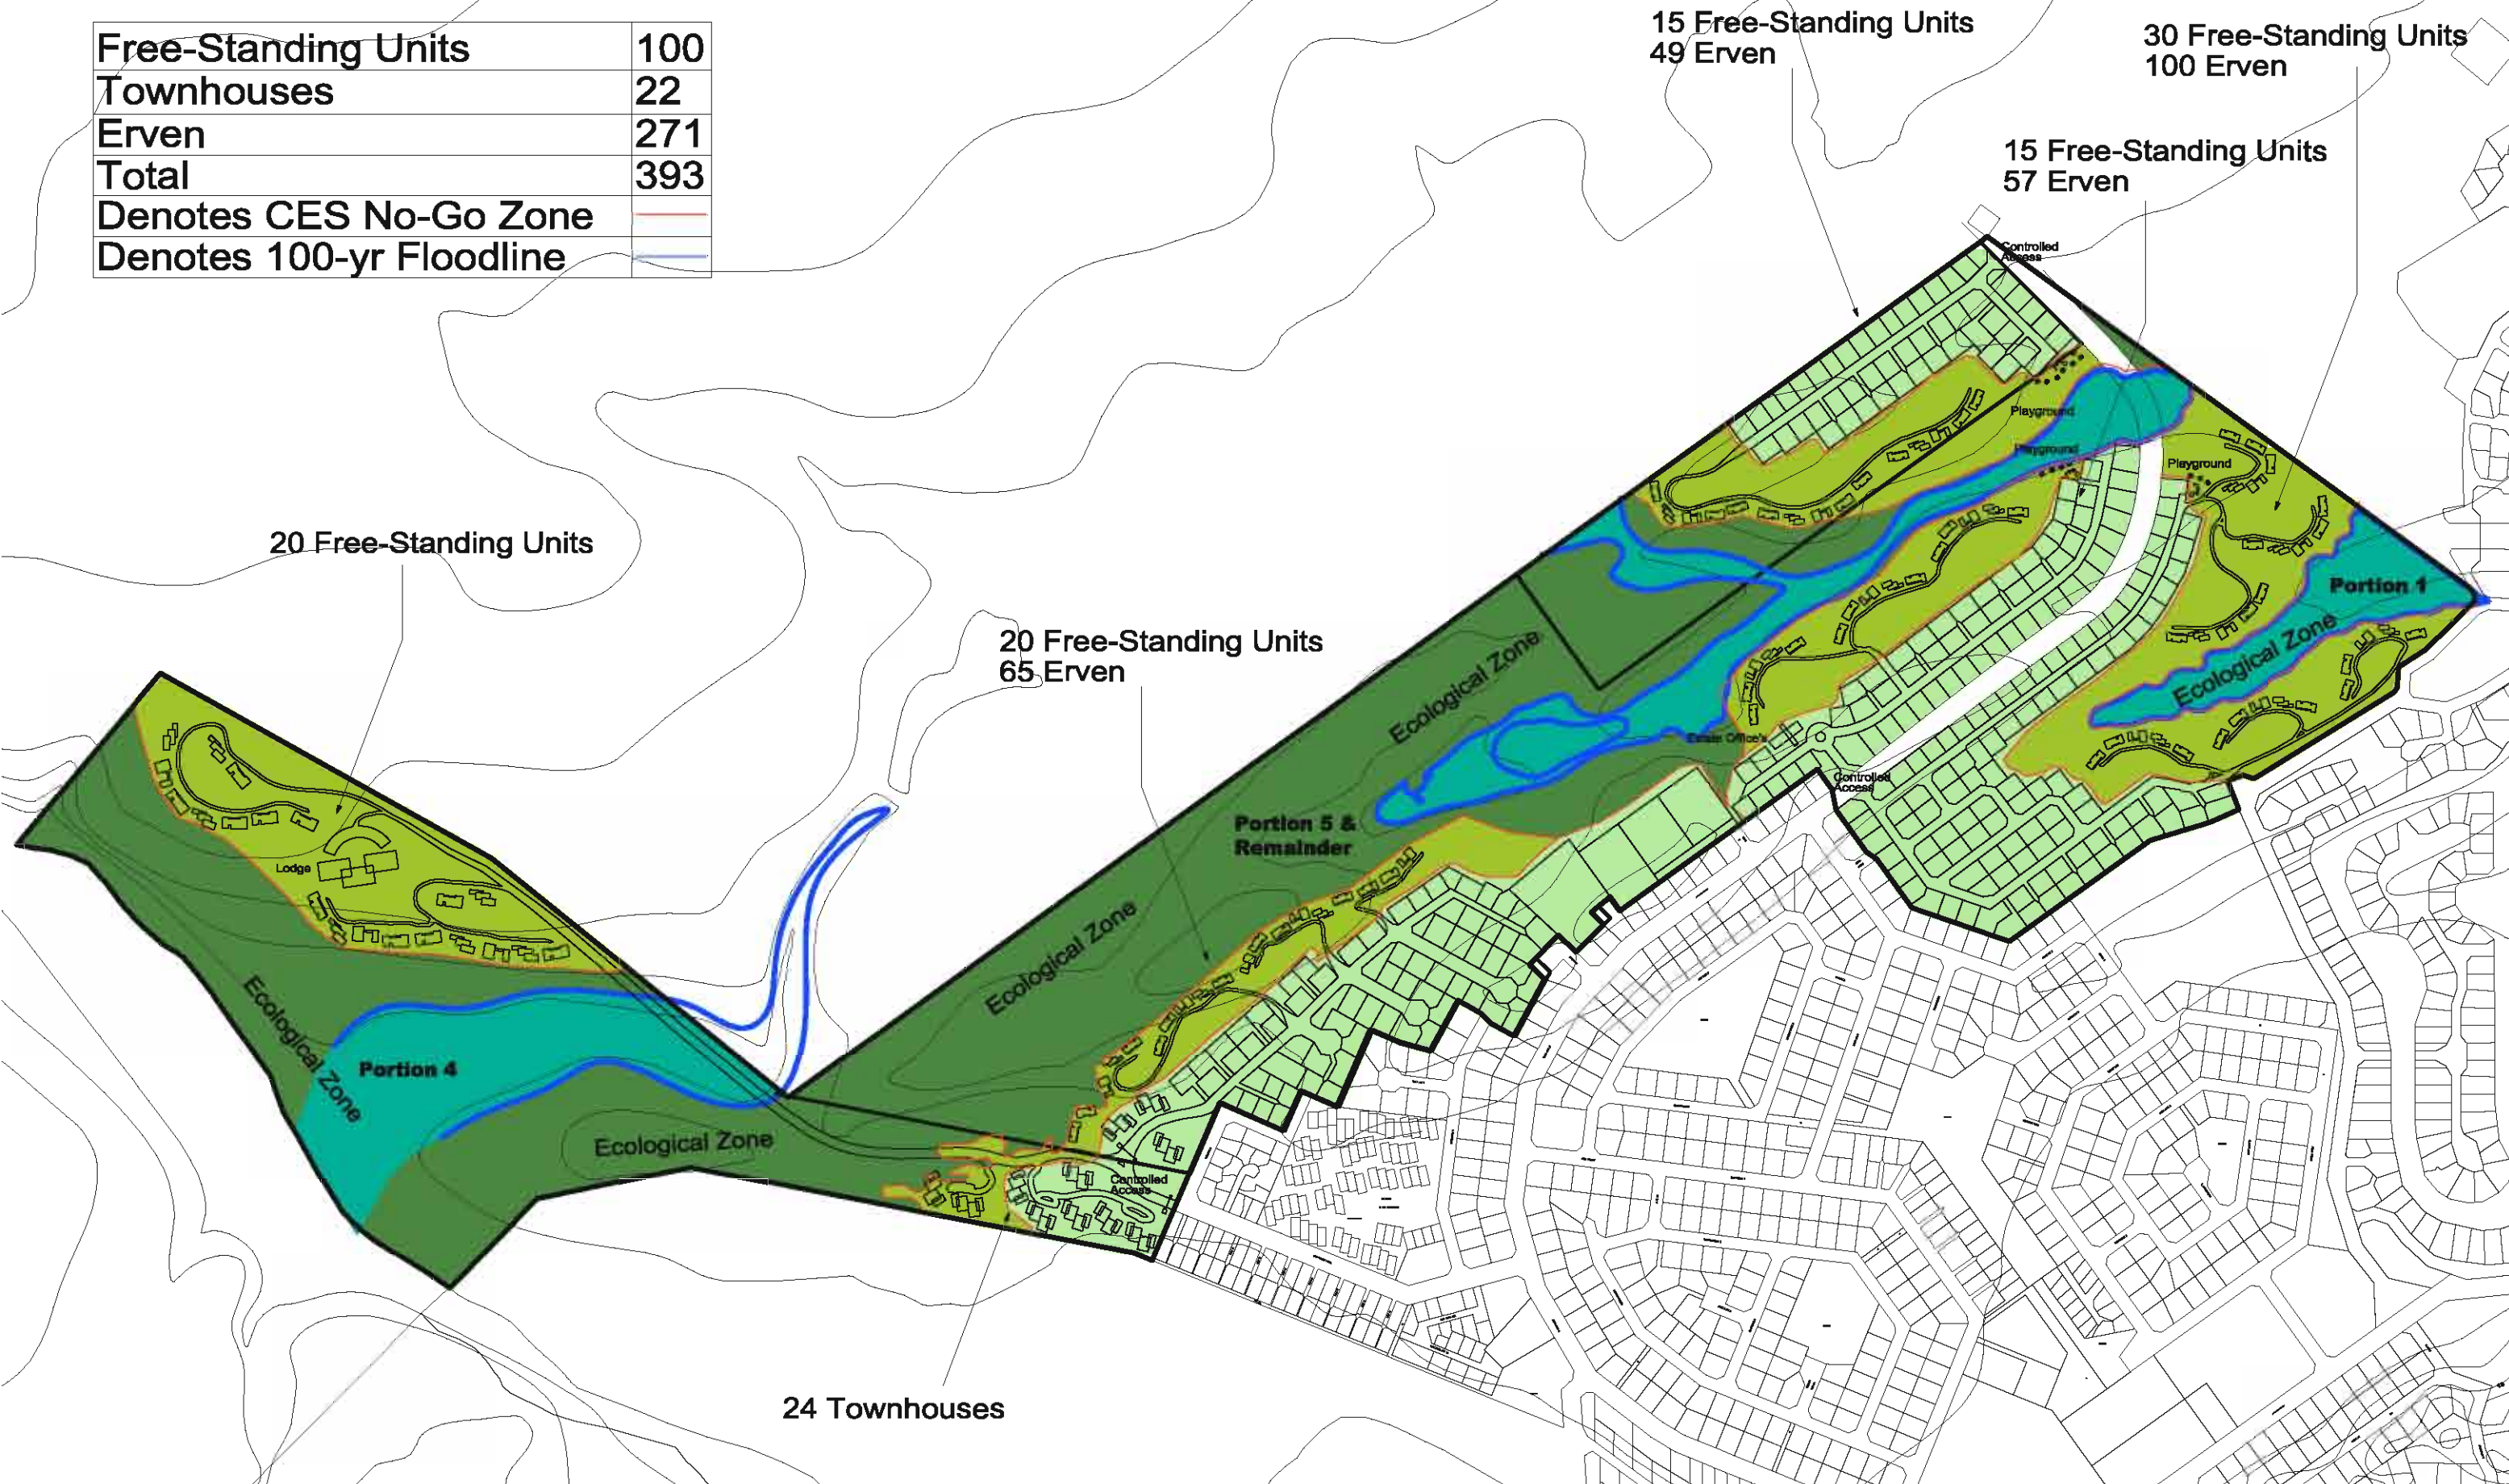 Free-Standing Units 100
Townhouses 22
Erven 271
Total 393
Denotes CES No-Go Zone
Denotes 100-yr Floodline
15 Free-Standing Units
49 Erven
30 Free-Standing Units
100 Erven
15 Free-Standing Units
57 Erven
Controlled
Access
Playground
Playground
Playground
20 Free-Standing Units
Portion 1
Ecological Zone
20 Free-Standing Units
65 Erven
Ecological Zone
Estate Office's
Controlled
Access
Portion 5 &
Remainder
Lodge
Ecological Zone
Ecological Zone
Portion 4
Ecological Zone
Controlled
Access
24 Townhouses